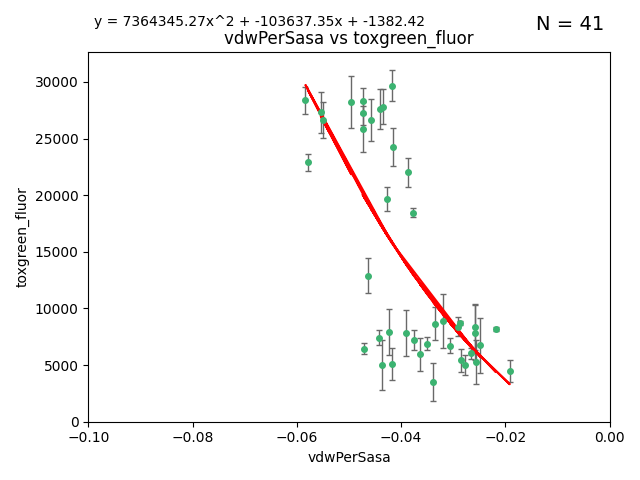 y = 7364345.27x^2 + -103637.35x + -1382.42
N = 41
vdwPerSasa vs toxgreen_fluor
30000
25000
20000
15000
10000
5000
0
toxgreen_fluor
−0.10 −0.08 −0.06 −0.04 −0.02 0.00
vdwPerSasa